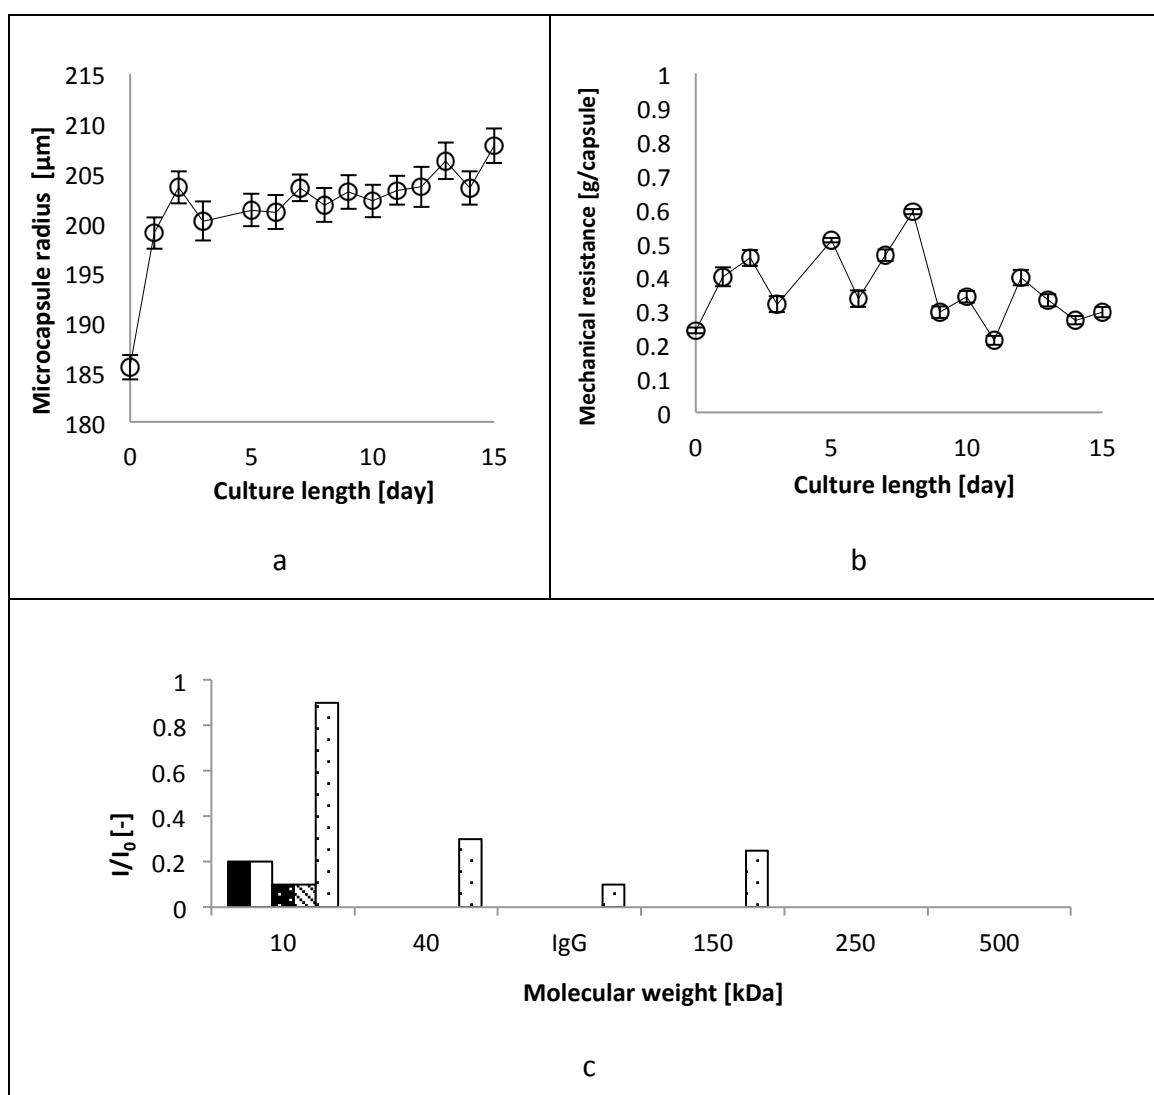 215
210
205
200
195
190
185
180
0 5 10 15
Microcapsule radius [µm]
Culture length [day]
a
1
0.9
0.8
0.7
0.6
0.5
0.4
0.3
0.2
0.1
0
0 5 10 15
Mechanical resistance [g/capsule]
Culture length [day]
b
1
0.8
0.6
0.4
0.2
0
I/I₀ [-]
10 40 IgG 150 250 500
Molecular weight [kDa]
c